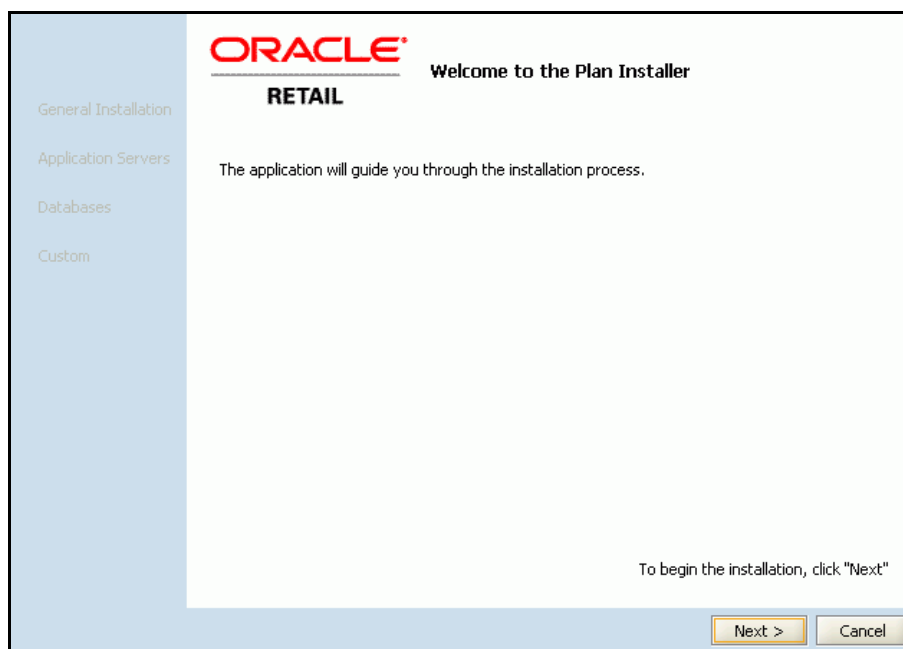 ORACLE
RETAIL
Welcome to the Plan Installer
General Installation
Application Servers
Databases
Custom
The application will guide you through the installation process.
To begin the installation, click "Next"
Next >
Cancel